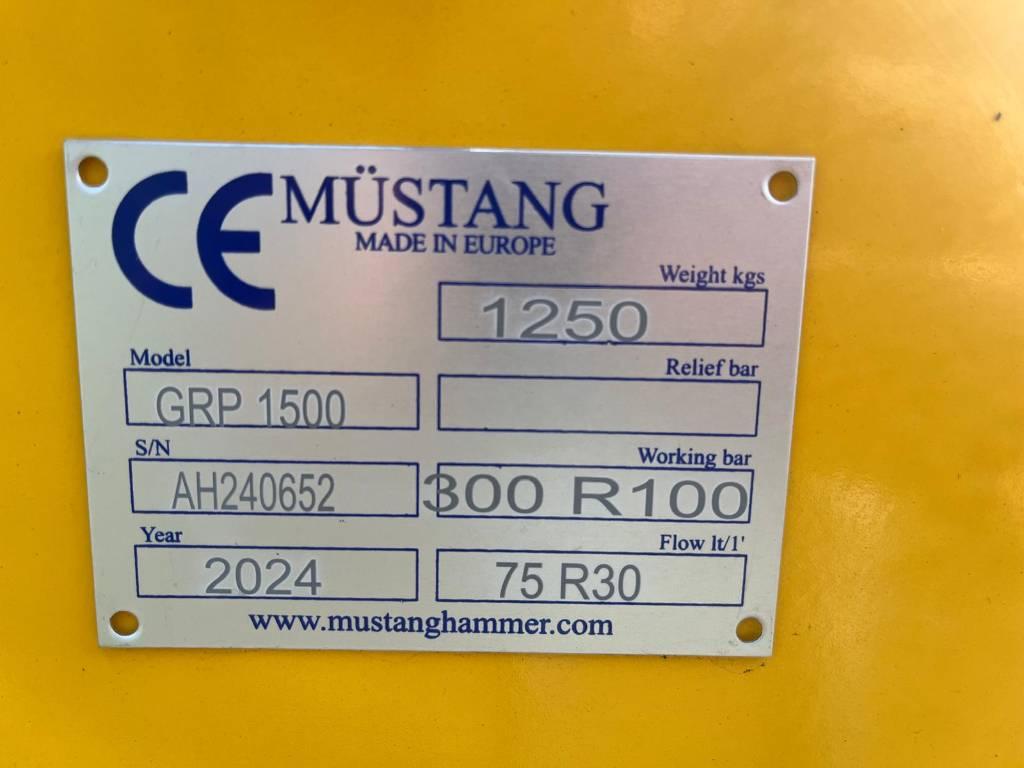 CE MÜSTANG
MADE IN EUROPE
Weight kgs
1250
Model
GRP 1500
Relief bar
S/N
AH240652
Working bar
300 R100
Year
2024
Flow lt/1'
75 R30
www.mustanghammer.com